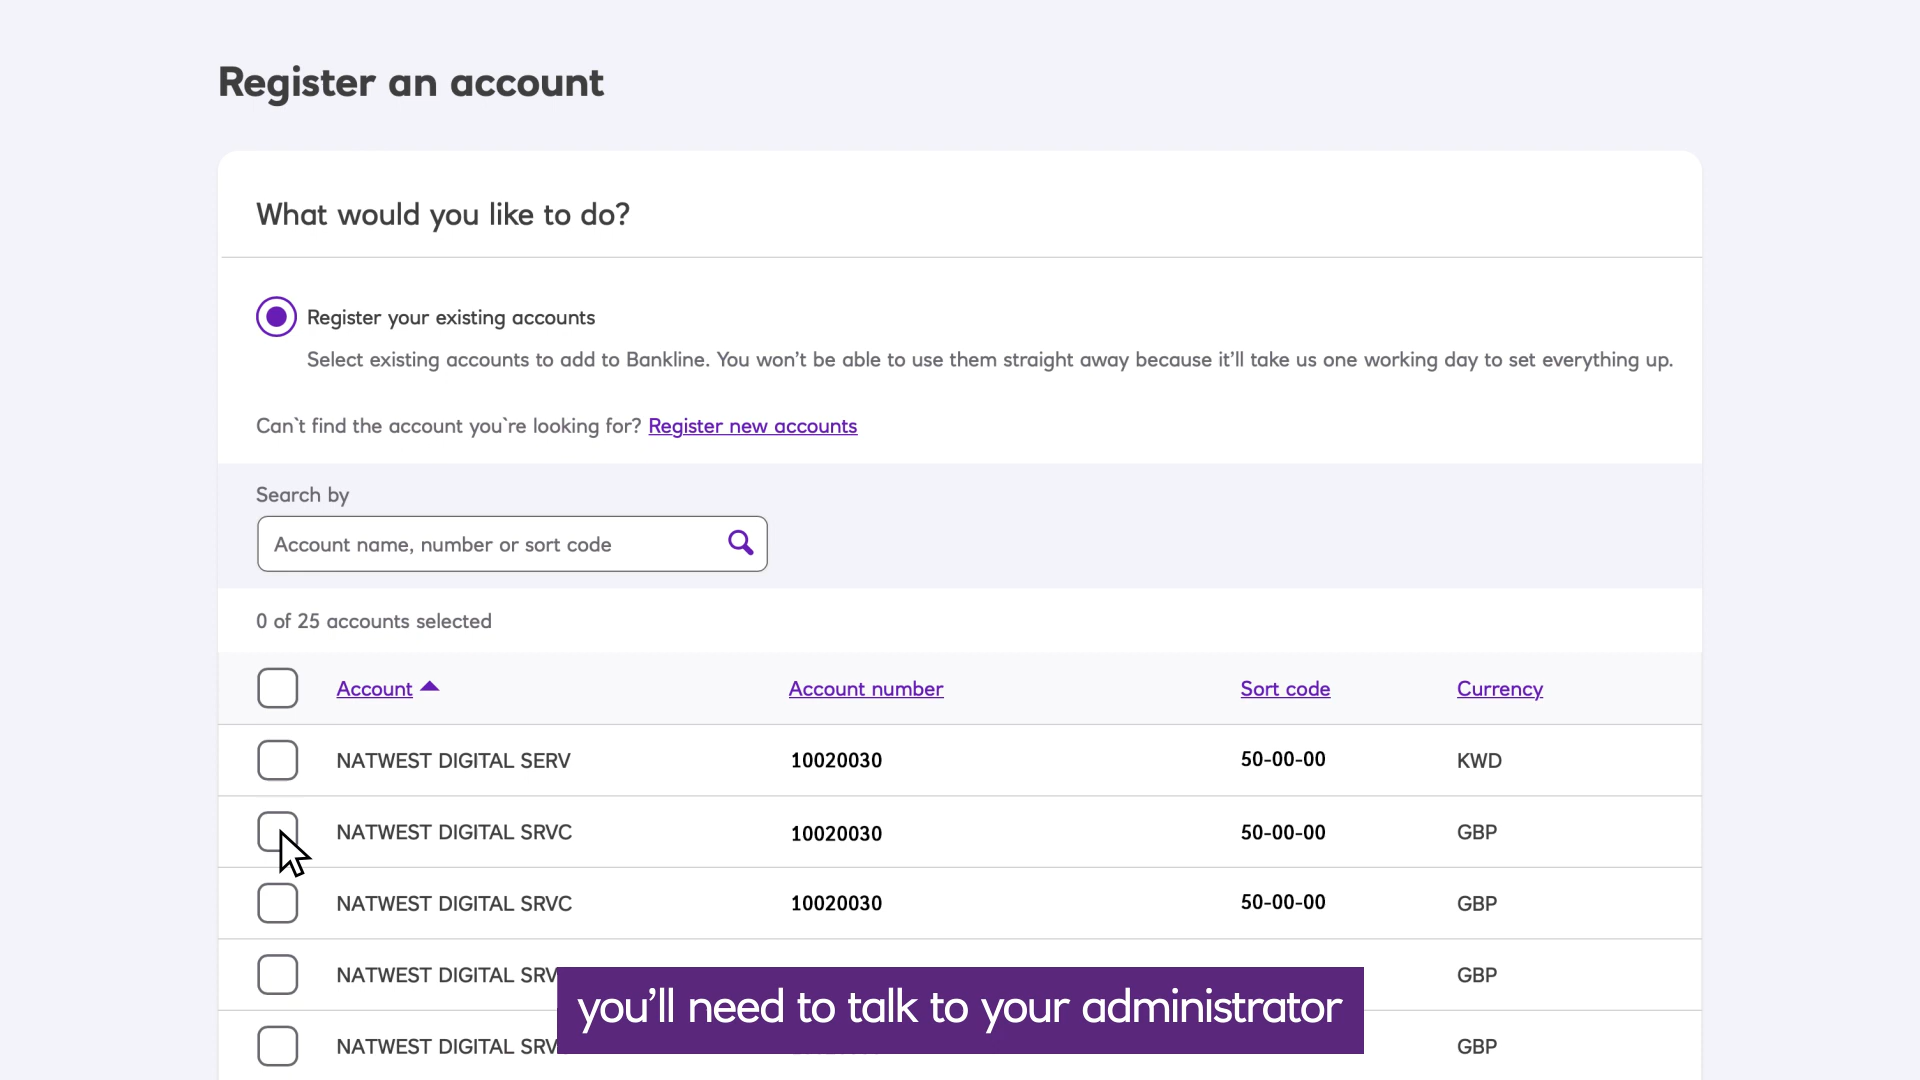 Register an account
What would you like to do?
Register your existing accounts
Select existing accounts to add to Bankline. You won't be able to use them straight away because it'll take us one working day to set everything up.
Can`t find the account you`re looking for? Register new accounts
Search by
Account name, number or sort code
0 of 25 accounts selected
Account Account number Sort code Currency
NATWEST DIGITAL SERV 10020030 50-00-00 KWD
NATWEST DIGITAL SRVC 10020030 50-00-00 GBP
NATWEST DIGITAL SRVC 10020030 50-00-00 GBP
NATWEST DIGITAL GBP
you'll need to talk to your administrator
NATWEST DIGITAL GBP